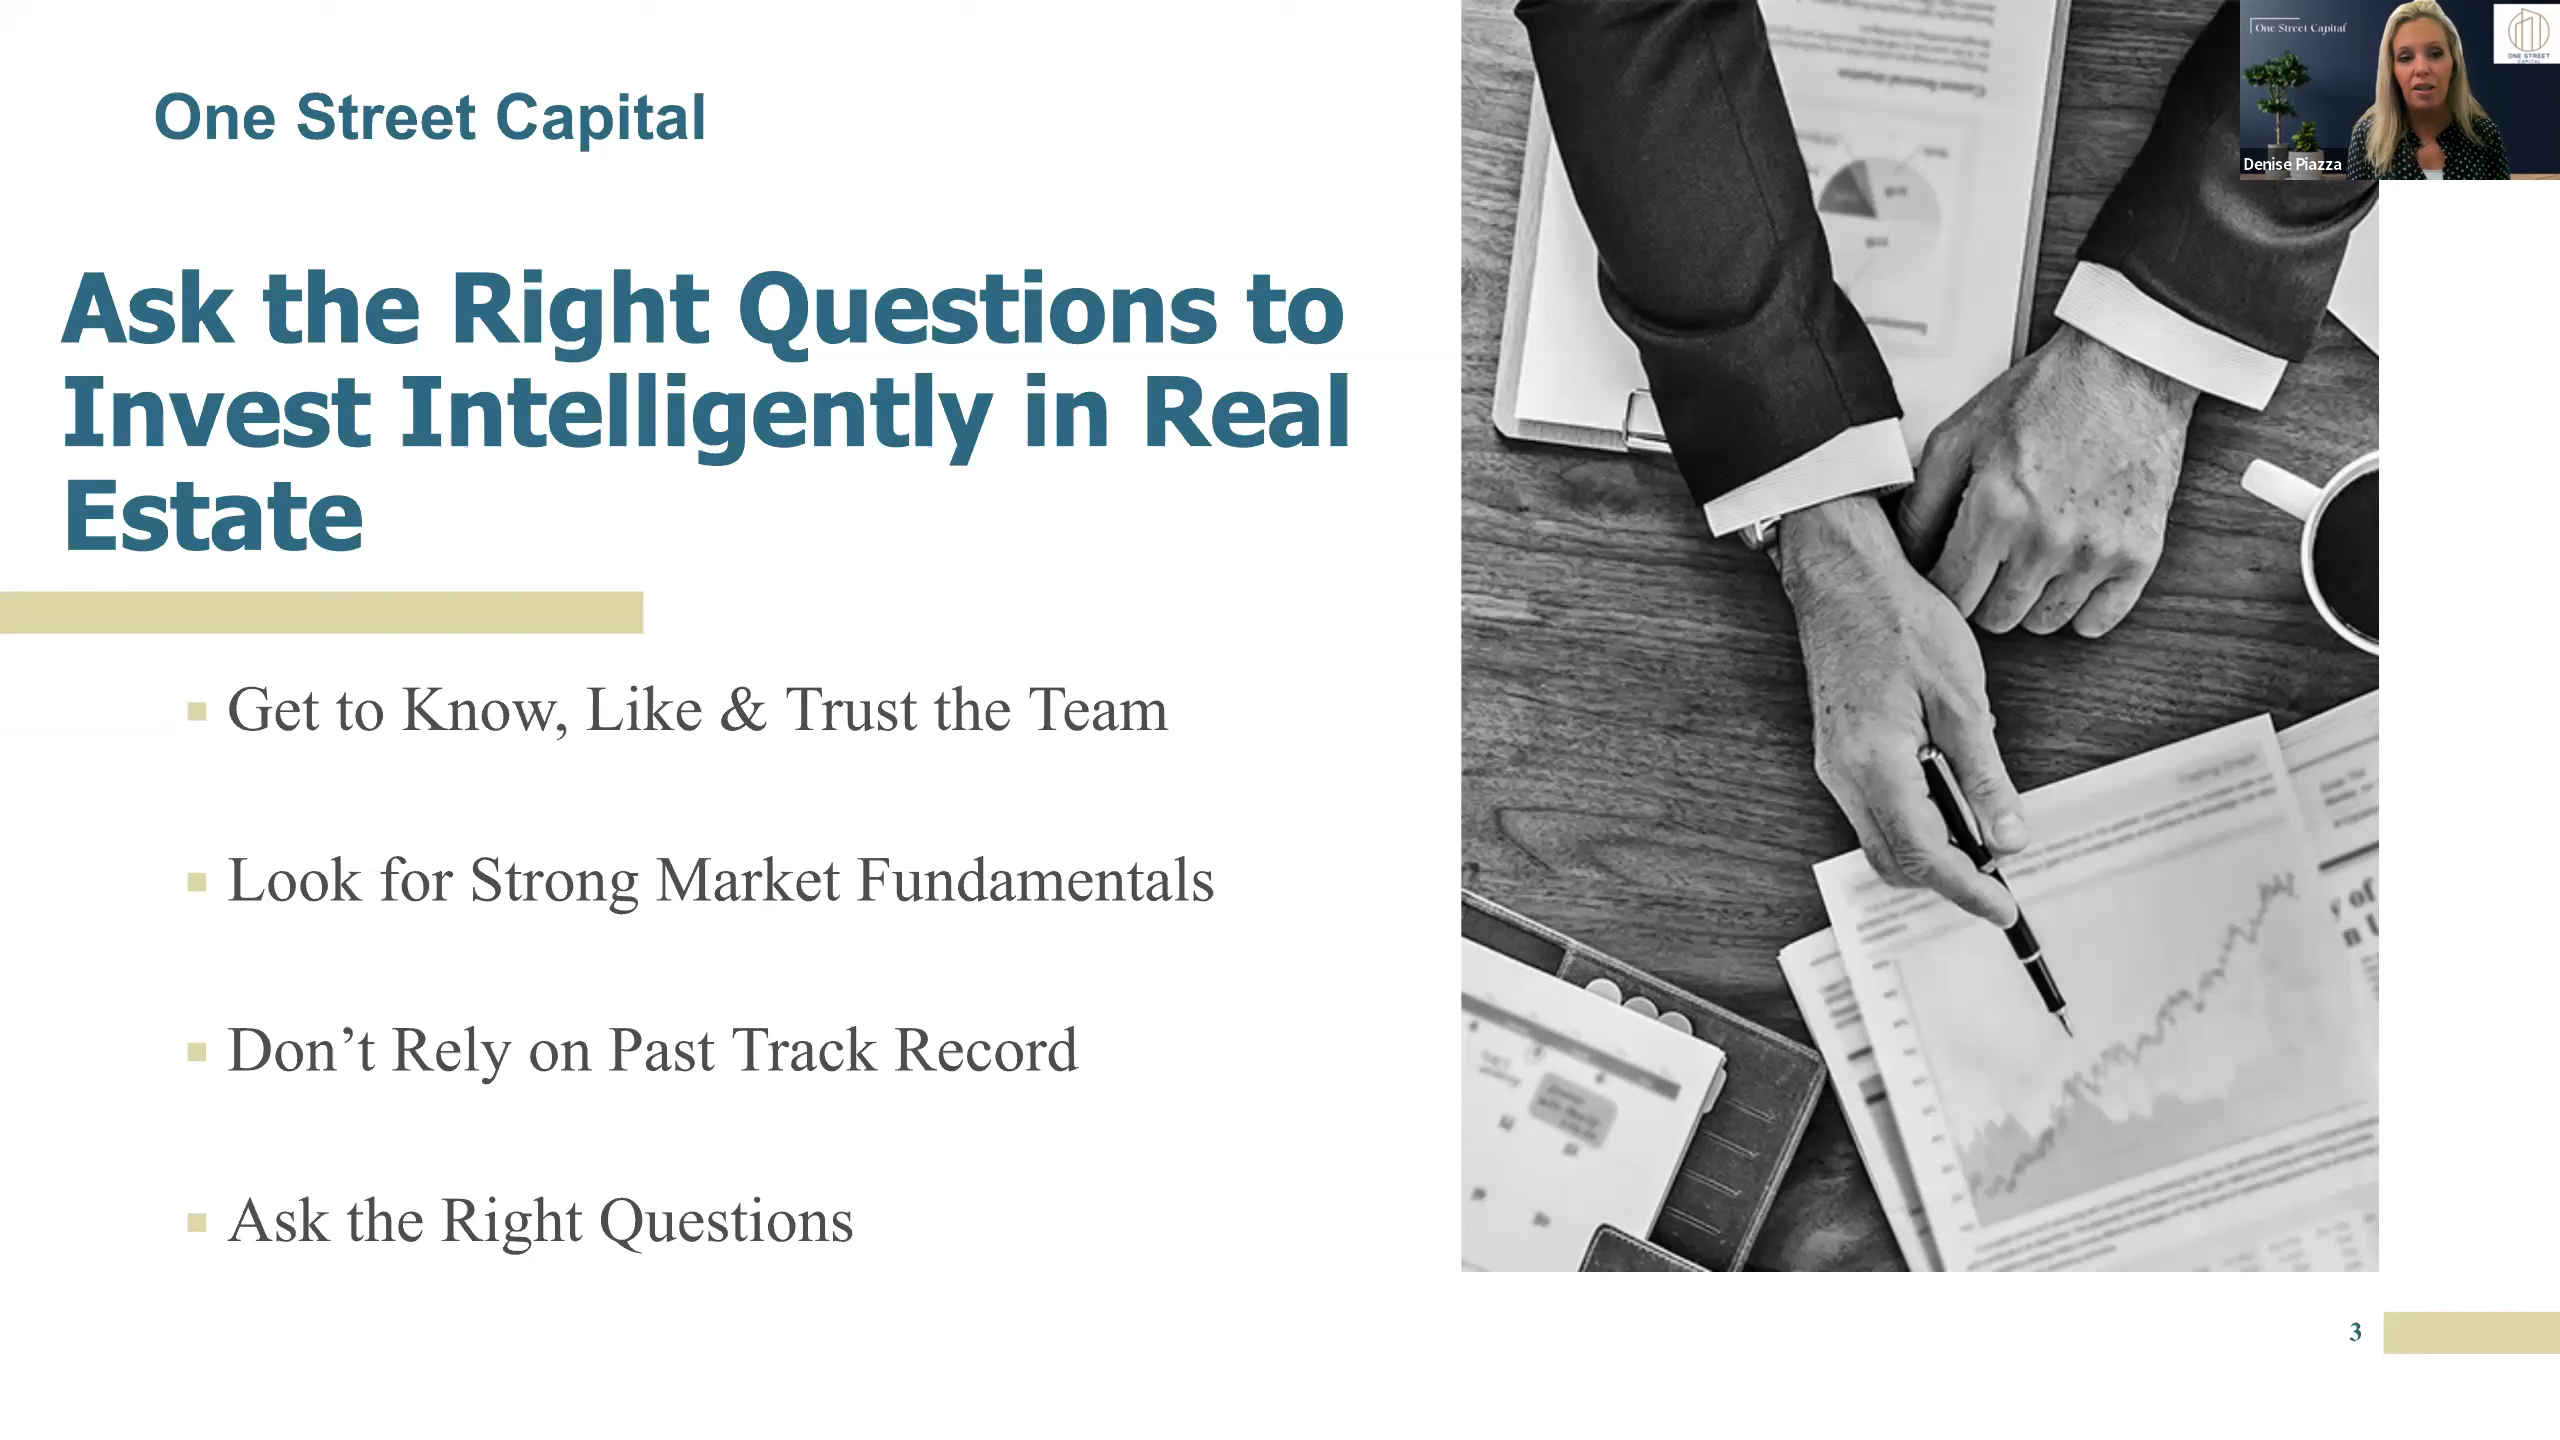 One Street Capital
Ask the Right Questions to
Invest Intelligently in Real
Estate
Get to Know, Like & Trust the Team
Look for Strong Market Fundamentals
Don’t Rely on Past Track Record
Ask the Right Questions
3
One Street Capital
Denise Piazza
ONE STREET
CAPITAL
y of